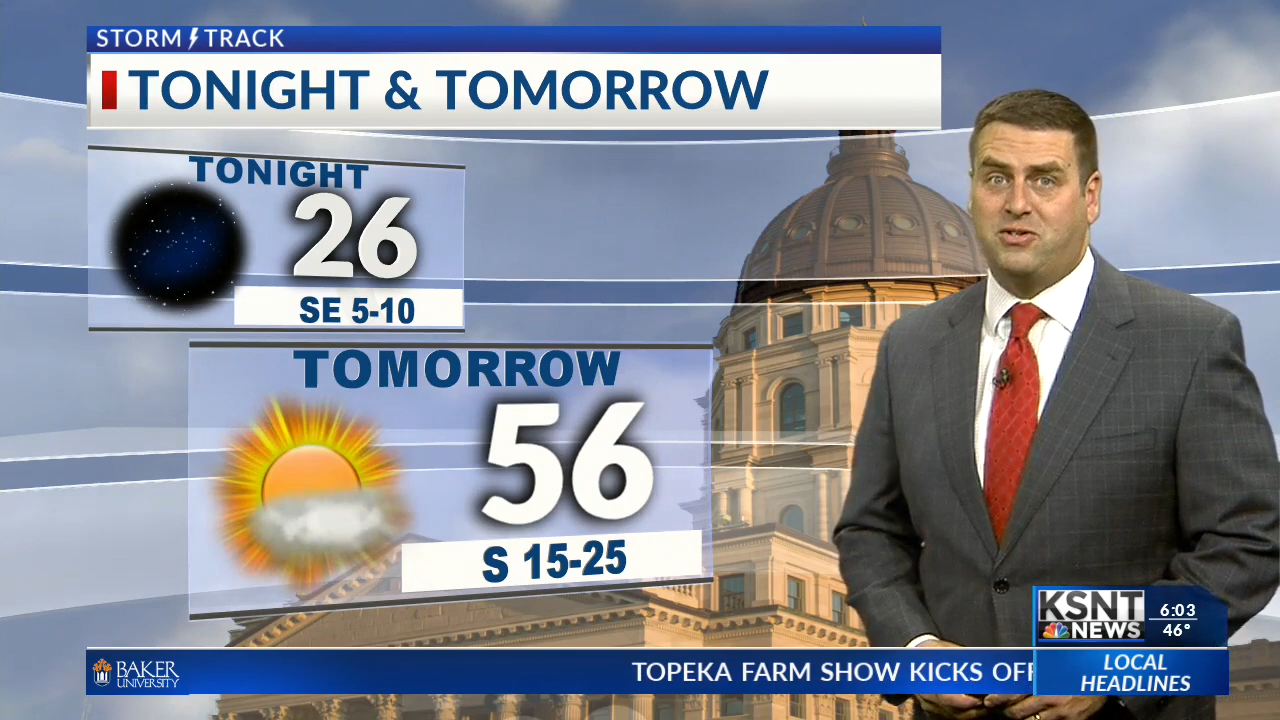 STORM TRACK
TONIGHT & TOMORROW
TONIGHT
26
SE 5-10
TOMORROW
56
S 15-25
KSNT
NEWS
6:03
46°
BAKER
UNIVERSITY
TOPEKA FARM SHOW KICKS OFF
LOCAL
HEADLINES